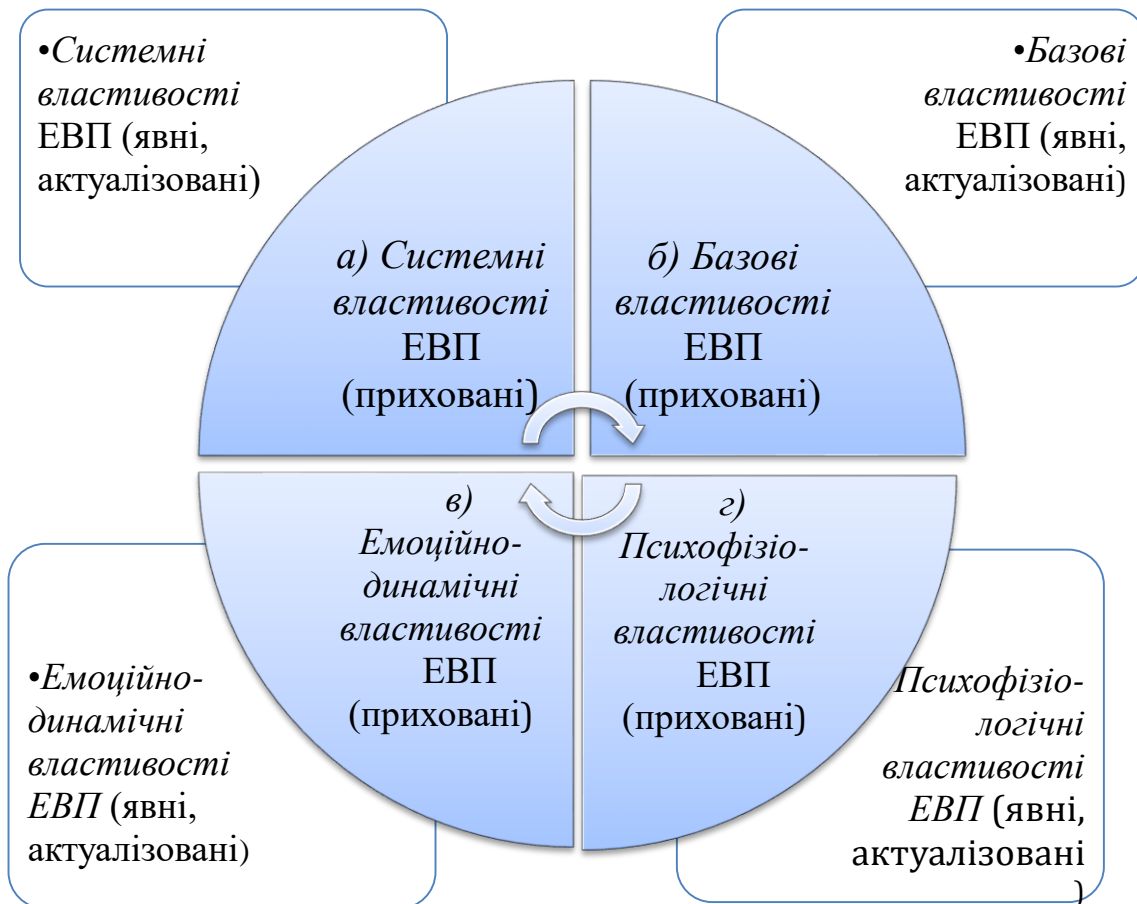 •Системні
властивості
ЕВП (явні,
актуалізовані)
•Базові
властивості
ЕВП (явні,
актуалізовані)
а) Системні
властивості
ЕВП
(приховані)
б) Базові
властивості
ЕВП
(приховані)
в)
Емоційно-
динамічні
властивості
ЕВП
(приховані)
г)
Психофізіо-
логічні
властивості
ЕВП
(приховані)
•Емоційно-
динамічні
властивості
ЕВП (явні,
актуалізовані)
Психофізіо-
логічні
властивості
ЕВП (явні,
актуалізовані
)